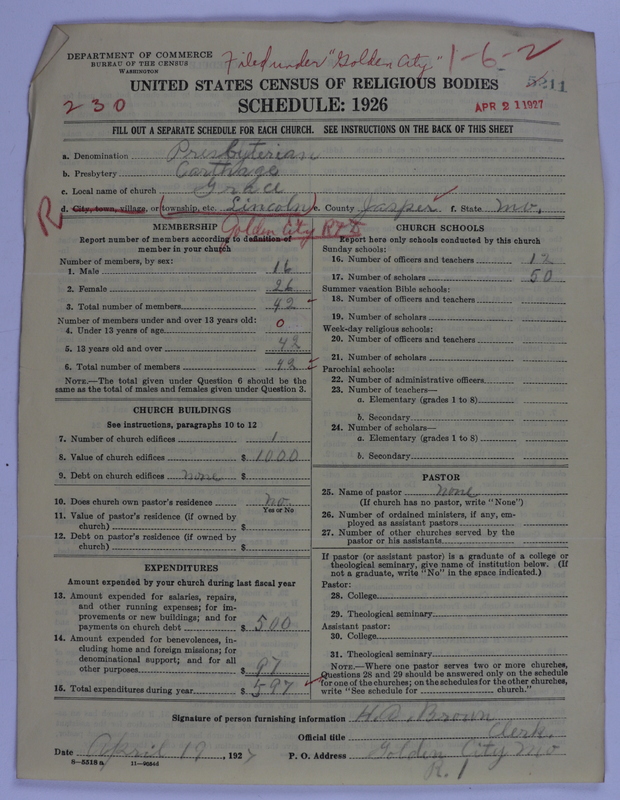 DEPARTMENT OF COMMERCE
BUREAU OF THE CENSUS
WASHINGTON
Filed under "Golden City" 1-6-2
UNITED STATES CENSUS OF RELIGIOUS BODIES
5211
230
SCHEDULE: 1926
APR 21 1927
FILL OUT A SEPARATE SCHEDULE FOR EACH CHURCH. SEE INSTRUCTIONS ON THE BACK OF THIS SHEET
a. Denomination Presbyterian
b. Presbytery Carthage
c. Local name of church Grace
R d. City, town, village, or (township, etc. Lincoln) e. County Jasper f. State Mo.
Golden City
MEMBERSHIP
Report number of members according to definition of
member in your church
Number of members, by sex:
1. Male 16
2. Female 26
3. Total number of members 42
Number of members under and over 13 years old:
4. Under 13 years of age 0
5. 13 years old and over 42
6. Total number of members 42
NOTE.—The total given under Question 6 should be the
same as the total of males and females given under Question 3.
CHURCH BUILDINGS
See instructions, paragraphs 10 to 12
7. Number of church edifices 1
8. Value of church edifices $ 1000
9. Debt on church edifices none $
10. Does church own pastor's residence no
Yes or No
11. Value of pastor's residence (if owned by
church) $
12. Debt on pastor's residence (if owned by
church) $
EXPENDITURES
Amount expended by your church during last fiscal year
13. Amount expended for salaries, repairs,
and other running expenses; for im-
provements or new buildings; and for
payments on church debt $ 500
14. Amount expended for benevolences, in-
cluding home and foreign missions; for
denominational support; and for all
other purposes $ 97
15. Total expenditures during year $ 597
CHURCH SCHOOLS
Report here only schools conducted by this church
Sunday schools:
16. Number of officers and teachers 12
17. Number of scholars 50
Summer vacation Bible schools:
18. Number of officers and teachers
19. Number of scholars
Week-day religious schools:
20. Number of officers and teachers
21. Number of scholars
Parochial schools:
22. Number of administrative officers
23. Number of teachers—
a. Elementary (grades 1 to 8)
b. Secondary
24. Number of scholars—
a. Elementary (grades 1 to 8)
b. Secondary
PASTOR
25. Name of pastor none
(If church has no pastor, write "None")
26. Number of ordained ministers, if any, em-
ployed as assistant pastors
27. Number of other churches served by the
pastor or his assistants
If pastor (or assistant pastor) is a graduate of a college or
theological seminary, give name of institution below. (If
not a graduate, write "No" in the space indicated.)
Pastor:
28. College
29. Theological seminary
Assistant pastor:
30. College
31. Theological seminary
NOTE.—Where one pastor serves two or more churches,
Questions 28 and 29 should be answered only on the schedule
for one of the churches; on the schedules for the other churches,
write "See schedule for church."
Signature of person furnishing information H. S. Brown
Official title Clerk.
Date April 19, 1927 P. O. Address Golden City Mo
R. 1
8—5518a